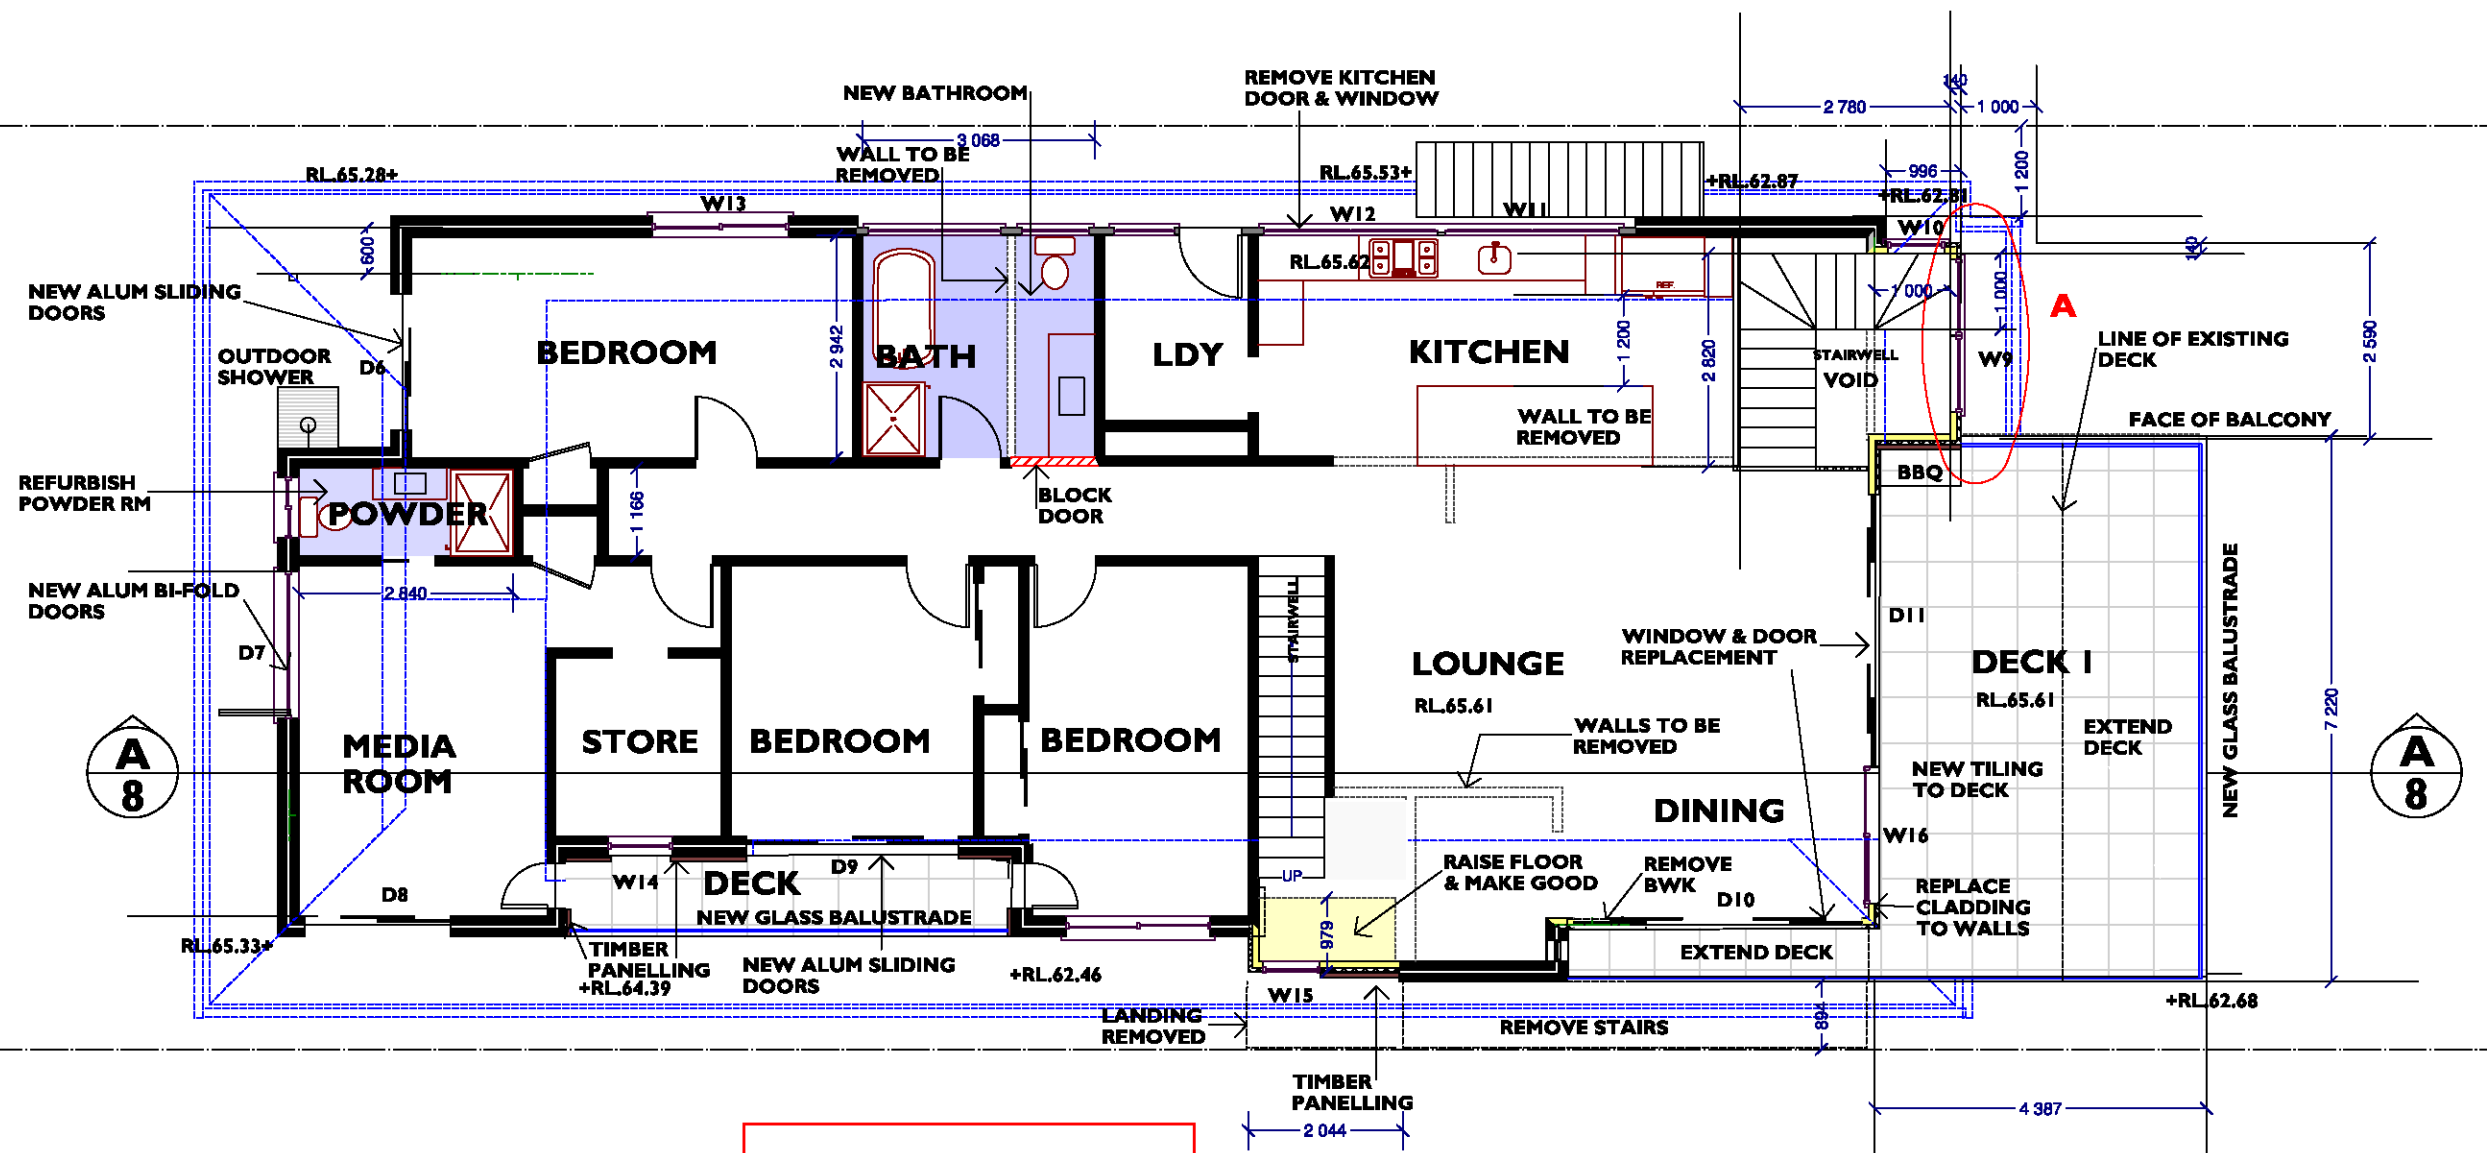 140
2 780
1 000
REMOVE KITCHEN
DOOR & WINDOW
NEW BATHROOM
3 068
WALL TO BE
REMOVED
RL.65.28+
RL.65.53+
+RL.62.87
996
1 200
+RL.62.81
W13
W12
W11
W10
600
140
NEW ALUM SLIDING
DOORS
RL.65.62
REF.
1 000
1 000
A
OUTDOOR
SHOWER
D6
BEDROOM
2 942
BATH
LDY
KITCHEN
1 200
2 820
STAIRWELL
VOID
W9
LINE OF EXISTING
DECK
2 590
WALL TO BE
REMOVED
FACE OF BALCONY
REFURBISH
POWDER RM
POWDER
1 166
BLOCK
DOOR
BBQ
NEW ALUM BI-FOLD
DOORS
2 840
STAIRWELL
D7
D11
WINDOW & DOOR
REPLACEMENT
LOUNGE
RL.65.61
DECK 1
RL.65.61
NEW GLASS BALUSTRADE
7 220
WALLS TO BE
REMOVED
EXTEND
DECK
A
8
MEDIA
ROOM
STORE
BEDROOM
BEDROOM
DINING
NEW TILING
TO DECK
A
8
W16
D8
W14
DECK
D9
UP
RAISE FLOOR
& MAKE GOOD
REMOVE
BWK
D10
REPLACE
CLADDING
TO WALLS
NEW GLASS BALUSTRADE
979
RL.65.33+
TIMBER
PANELLING
+RL.64.39
NEW ALUM SLIDING
DOORS
+RL.62.46
EXTEND DECK
W15
+RL.62.68
LANDING
REMOVED
REMOVE STAIRS
894
TIMBER
PANELLING
2 044
4 387